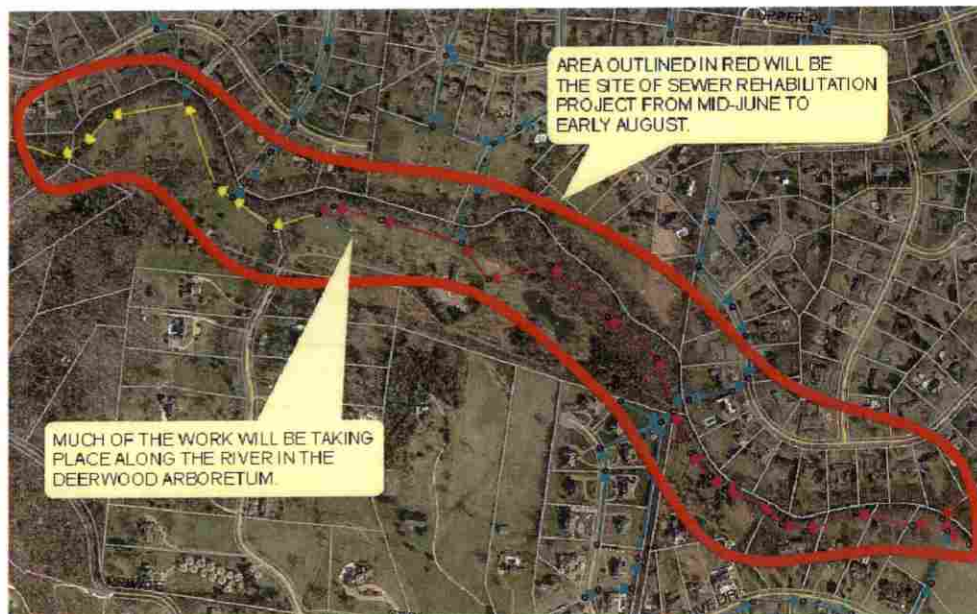 AREA OUTLINED IN RED WILL BE
THE SITE OF SEWER REHABILITATION
PROJECT FROM MID-JUNE TO
EARLY AUGUST.
MUCH OF THE WORK WILL BE TAKING
PLACE ALONG THE RIVER IN THE
DEERWOOD ARBORETUM.